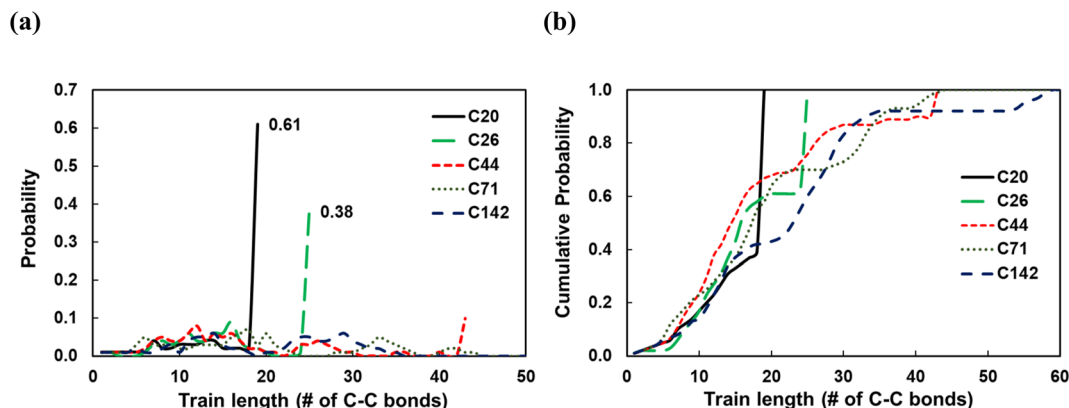 (a)
(b)
Probability
0.7
0.6
0.5
0.4
0.3
0.2
0.1
0.0
0.61
0.38
C20
C26
C44
C71
C142
0 10 20 30 40 50
Train length (# of C-C bonds)
Cumulative Probability
1.0
0.8
0.6
0.4
0.2
0.0
C20
C26
C44
C71
C142
0 10 20 30 40 50 60
Train length (# of C-C bonds)